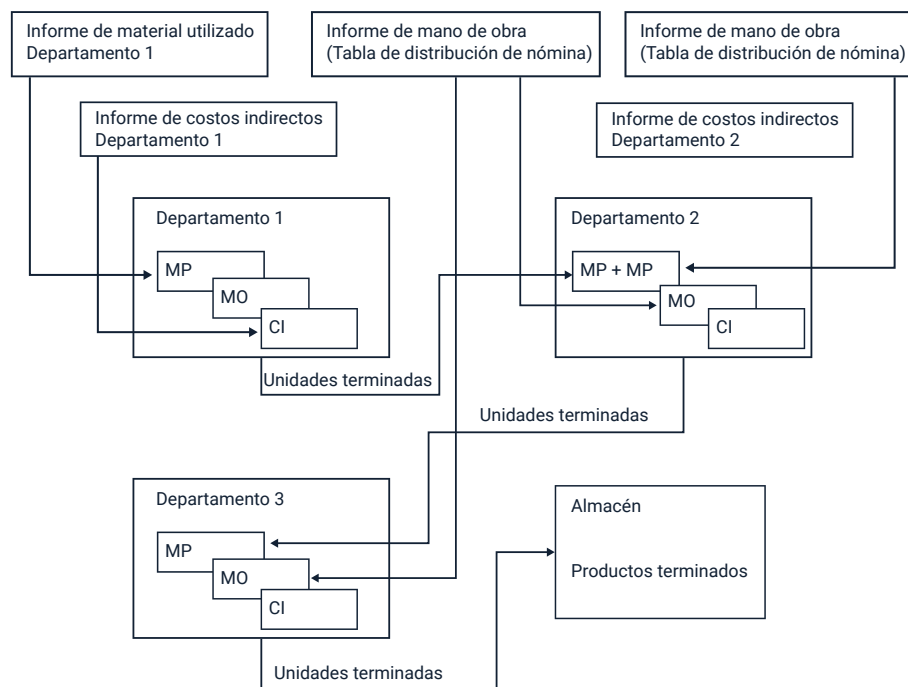 Informe de material utilizado
Departamento 1
Informe de mano de obra
(Tabla de distribución de nómina)
Informe de mano de obra
(Tabla de distribución de nómina)
Informe de costos indirectos
Departamento 1
Informe de costos indirectos
Departamento 2
Departamento 1
MP
MO
CI
Departamento 2
MP + MP
MO
CI
Unidades terminadas
Unidades terminadas
Departamento 3
MP
MO
CI
Almacén
Productos terminados
Unidades terminadas